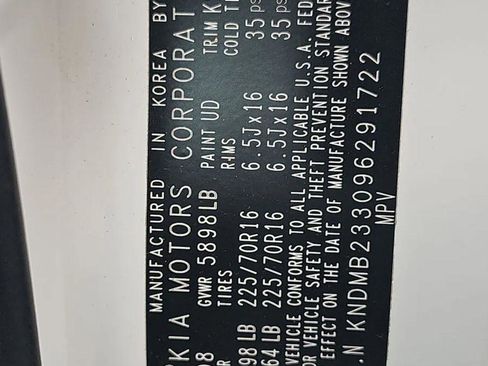 MANUFACTURED IN KOREA BY
KIA MOTORS CORPORAT
GVWR 5898LB PAINT UD TRIM K
TIRES RIMS COLD T
98 LB 225/70R16 6.5Jx16 35 ps
64 LB 225/70R16 6.5Jx16 35 ps
VEHICLE CONFORMS TO ALL APPLICABLE U.S.A. FED
OR VEHICLE SAFETY AND THEFT PREVENTION STANDAR
EFFECT ON THE DATE OF MANUFACTURE SHOWN ABOV
.N KNDMB233096291722
MPV